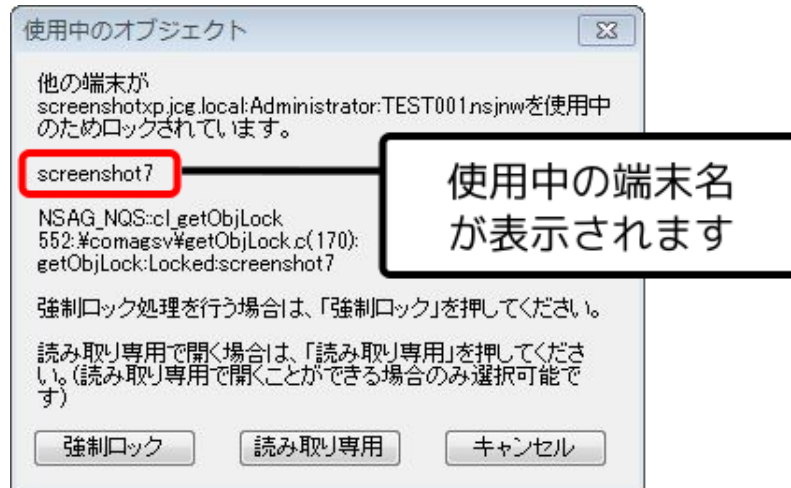 使用中のオブジェクト
他の端末が
screenshotxp.jcg.local:Administrator:TEST001.nsjnwを使用中
のためロックされています。
screenshot7
使用中の端末名
が表示されます
NSAG_NQS::cl_getObjLock
552:¥comagsv¥getObjLock.c(170):
getObjLock:Locked:screenshot7
強制ロック処理を行う場合は、「強制ロック」を押してください。
読み取り専用で開く場合は、「読み取り専用」を押してくださ
い。(読み取り専用で開くことができる場合のみ選択可能で
す)
強制ロック
読み取り専用
キャンセル